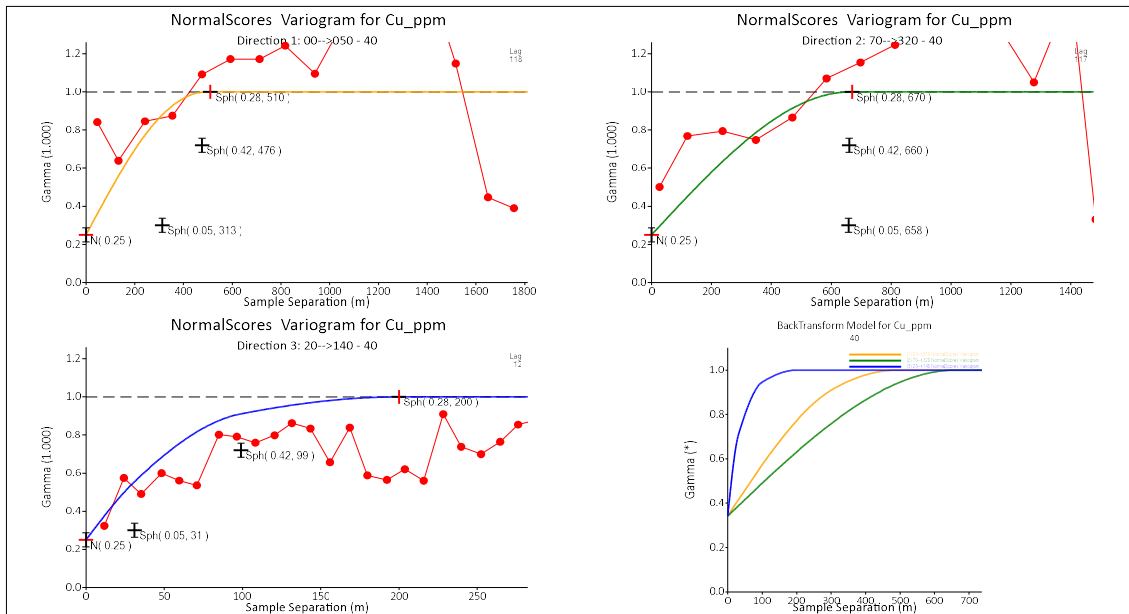 NormalScores Variogram for Cu_ppm
Direction 1: 00-->050 - 40
Lag
118
Gamma (1.000)
1.2
1.0
0.8
0.6
0.4
0.2
0.0
Sph( 0.28, 510 )
Sph( 0.42, 476 )
Sph( 0.05, 313 )
N( 0.25 )
0 200 400 600 800 1000 1200 1400 1600 1800
Sample Separation (m)
NormalScores Variogram for Cu_ppm
Direction 2: 70-->320 - 40
Lag
117
Gamma (1.000)
1.2
1.0
0.8
0.6
0.4
0.2
0.0
Sph( 0.28, 670 )
Sph( 0.42, 660 )
Sph( 0.05, 658 )
N( 0.25 )
0 200 400 600 800 1000 1200 1400
Sample Separation (m)
NormalScores Variogram for Cu_ppm
Direction 3: 20-->140 - 40
Lag
12
Gamma (1.000)
1.2
1.0
0.8
0.6
0.4
0.2
0.0
Sph( 0.28, 200 )
Sph( 0.42, 99 )
Sph( 0.05, 31 )
N( 0.25 )
0 50 100 150 200 250
Sample Separation (m)
BackTransform Model for Cu_ppm
40
Gamma (*)
1.0
0.8
0.6
0.4
0.2
0.0
0 100 200 300 400 500 600 700
Sample Separation (m)